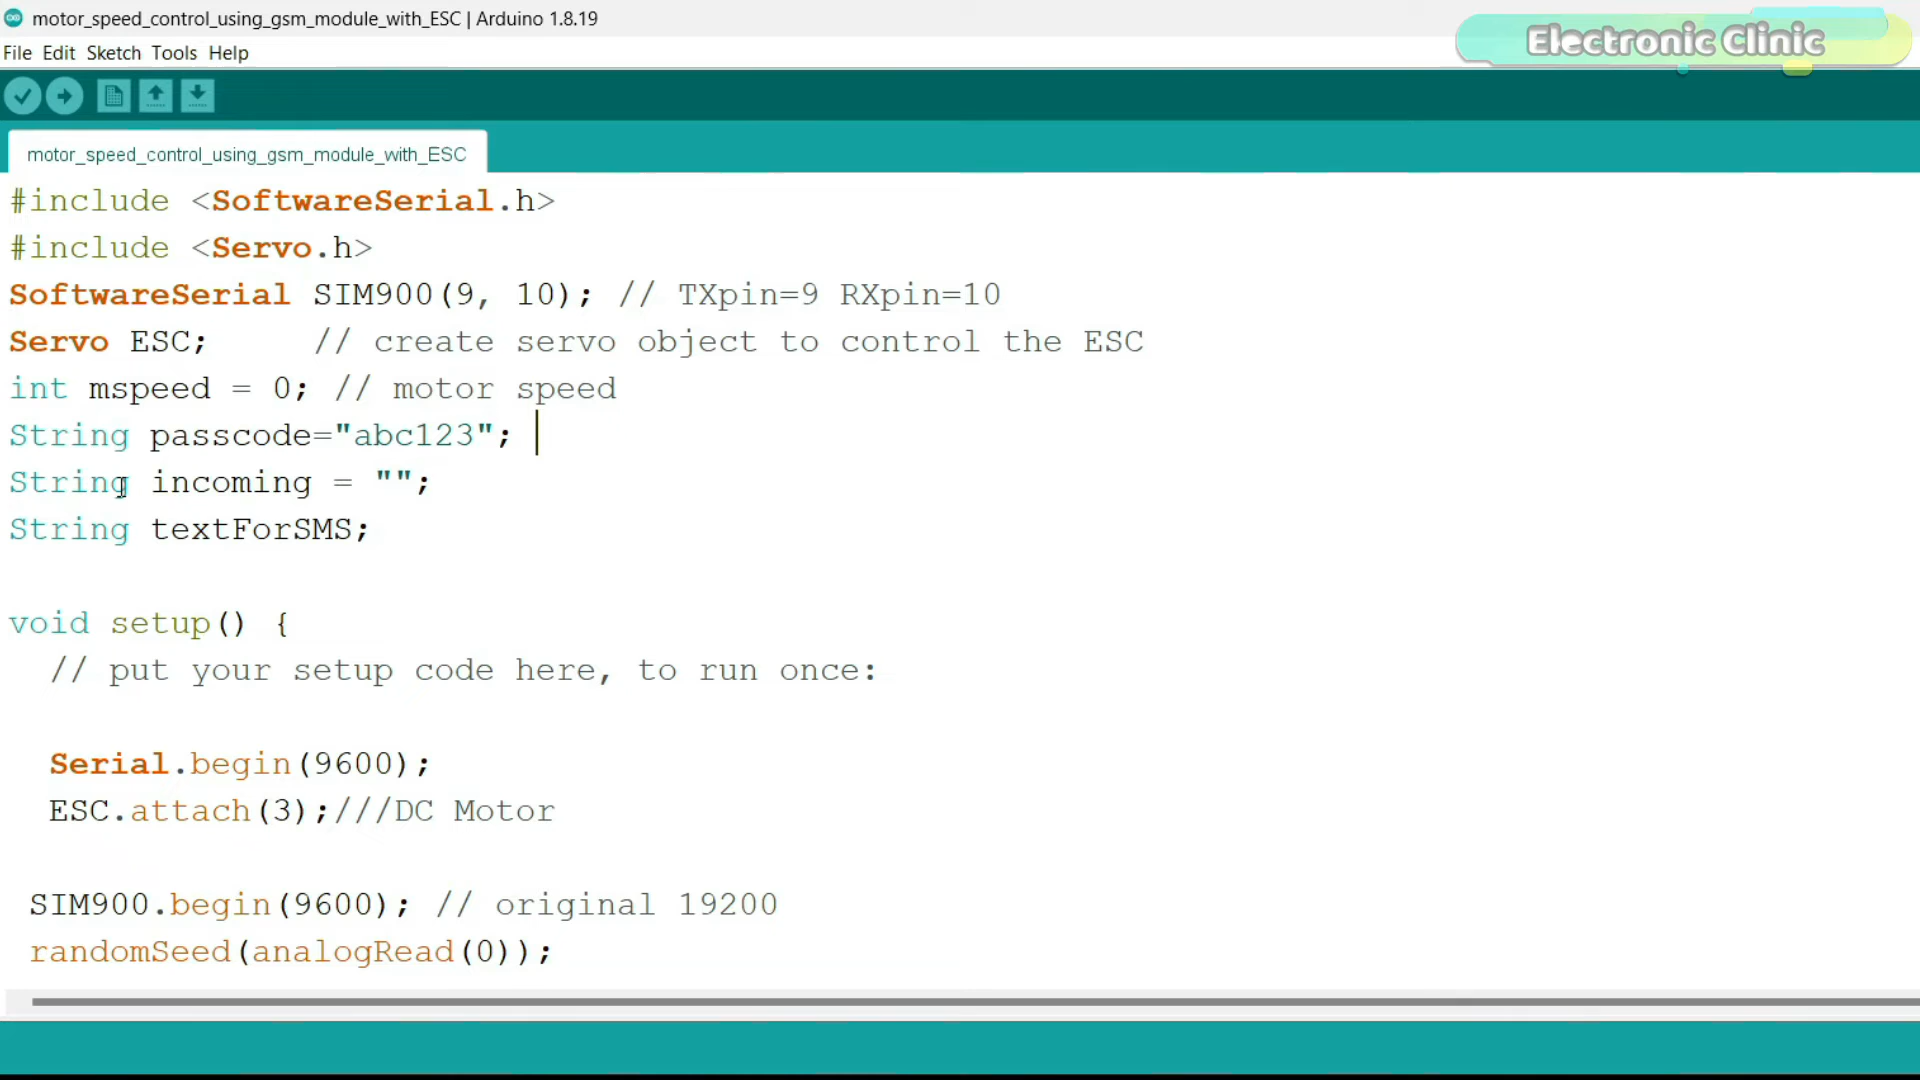 motor_speed_control_using_gsm_module_with_ESC | Arduino 1.8.19
File Edit Sketch Tools Help
Electronic Clinic
motor_speed_control_using_gsm_module_with_ESC
#include <SoftwareSerial.h>
#include <Servo.h>
SoftwareSerial SIM900(9, 10); // TXpin=9 RXpin=10
Servo ESC;     // create servo object to control the ESC
int mspeed = 0; // motor speed
String passcode="abc123";
String incoming = "";
String textForSMS;
void setup() {
  // put your setup code here, to run once:
  Serial.begin(9600);
  ESC.attach(3);///DC Motor
 SIM900.begin(9600); // original 19200
 randomSeed(analogRead(0));